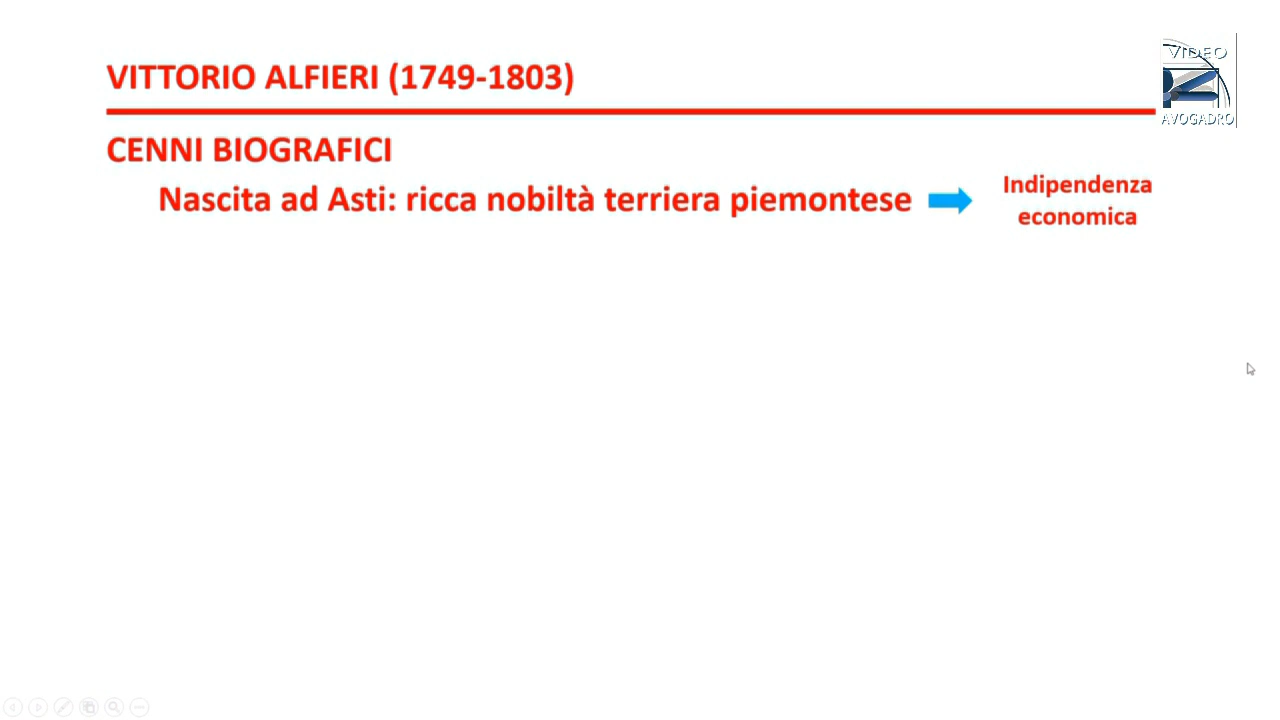 VIDEO
AVOGADRO
VITTORIO ALFIERI (1749-1803)
CENNI BIOGRAFICI
Nascita ad Asti: ricca nobiltà terriera piemontese
Indipendenza
economica